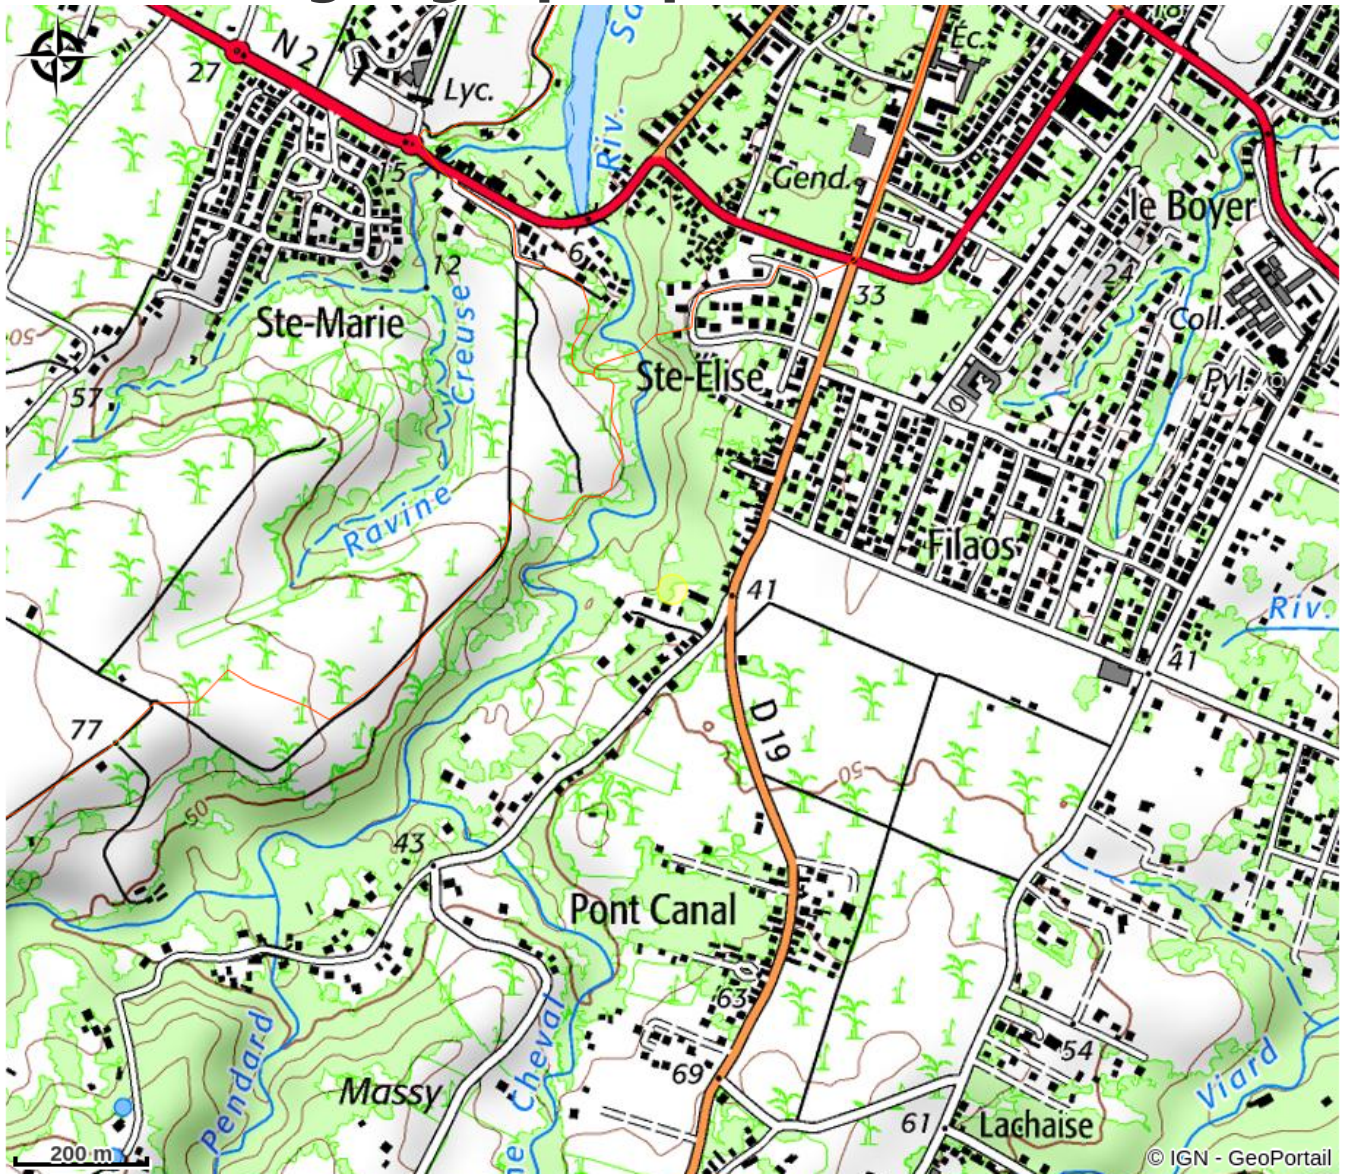 N 2
27
Lyc.
Riv.
Éc.
18
15
Gend.
11
le Boyer
6
12
24
33
50
Ste-Marie
Creuse
Coll.
Ste-Élise
Pyl.
57
Ravine
Filaos
41
Riv.
41
77
D 19
50
50
43
Pont Canal
63
54
69
Massy
Pendard
Cheval
Viard
61
Lachaise
200 m
© IGN - GeoPortail